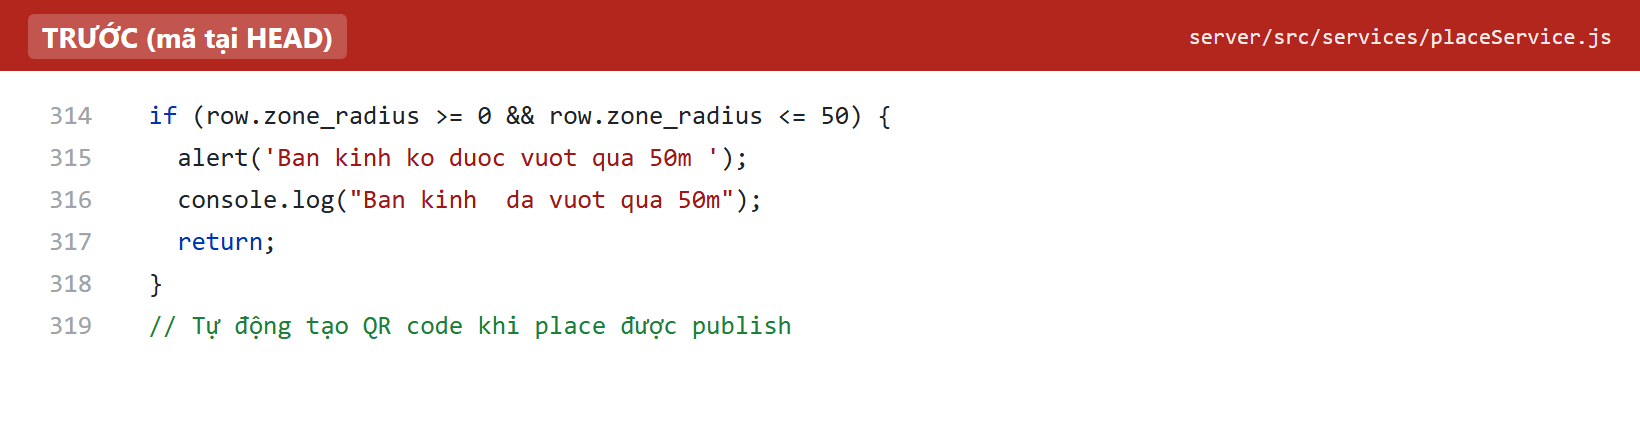 TRƯỚC (mã tại HEAD)
server/src/services/placeService.js
314 if (row.zone_radius >= 0 && row.zone_radius <= 50) {
315 alert('Ban kinh ko duoc vuot qua 50m ');
316 console.log("Ban kinh  da vuot qua 50m");
317 return;
318 }
319 // Tự động tạo QR code khi place được publish